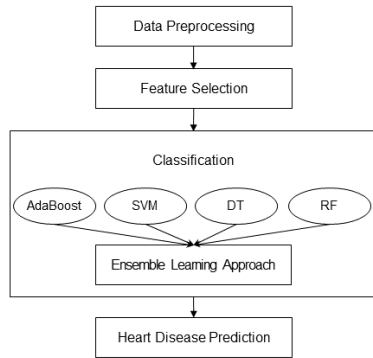 Data Preprocessing
Feature Selection
Classification
AdaBoost SVM DT RF
Ensemble Learning Approach
Heart Disease Prediction